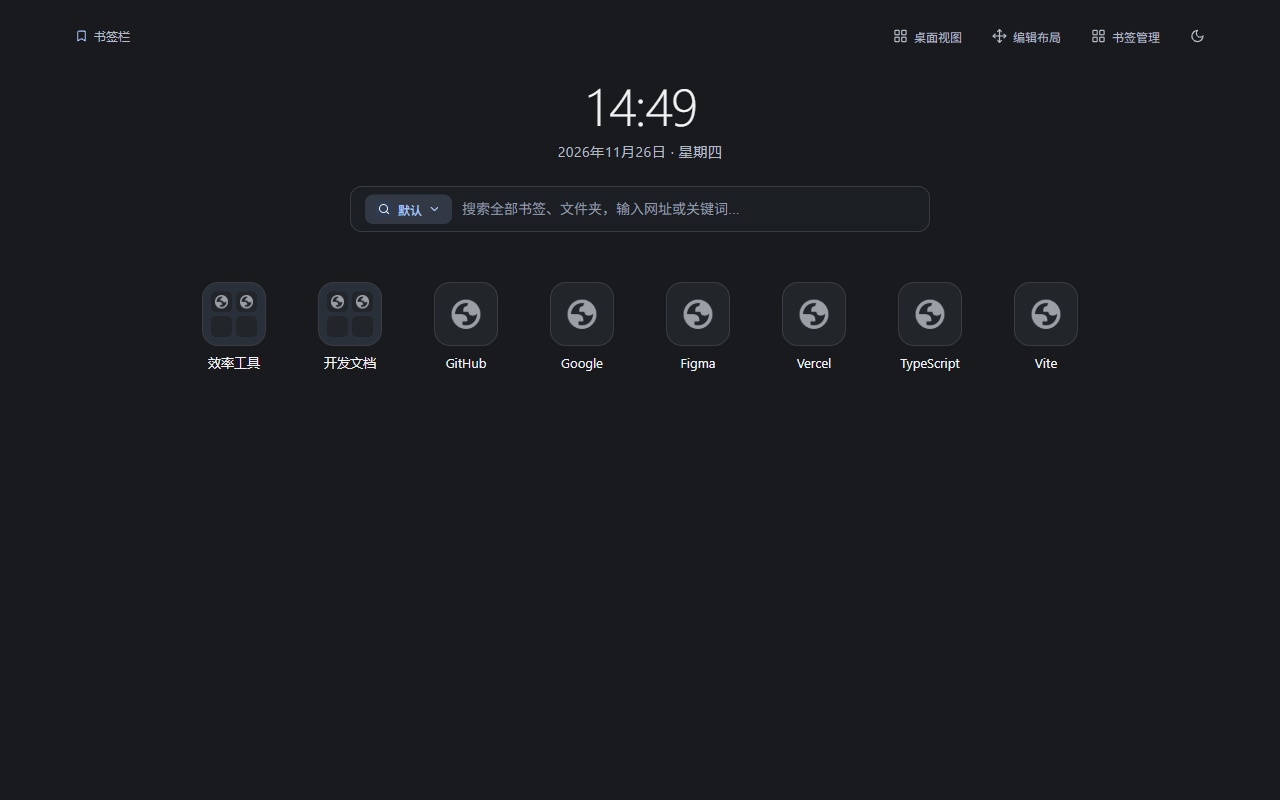 书签栏
桌面视图
编辑布局
书签管理
14:49
2026年11月26日 · 星期四
默认
搜索全部书签、文件夹，输入网址或关键词...
效率工具
开发文档
GitHub
Google
Figma
Vercel
TypeScript
Vite